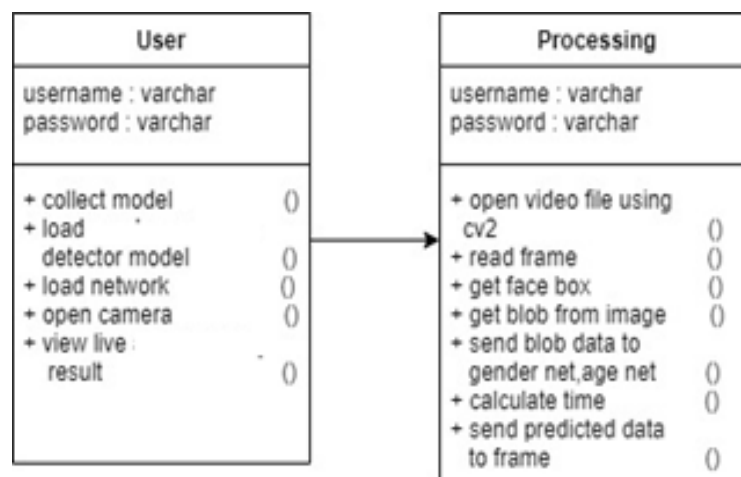 User
username : varchar
password : varchar
+ collect model ()
+ load
detector model ()
+ load network ()
+ open camera ()
+ view live
result ()
Processing
username : varchar
password : varchar
+ open video file using
cv2 ()
+ read frame ()
+ get face box ()
+ get blob from image ()
+ send blob data to
gender net,age net ()
+ calculate time ()
+ send predicted data
to frame ()